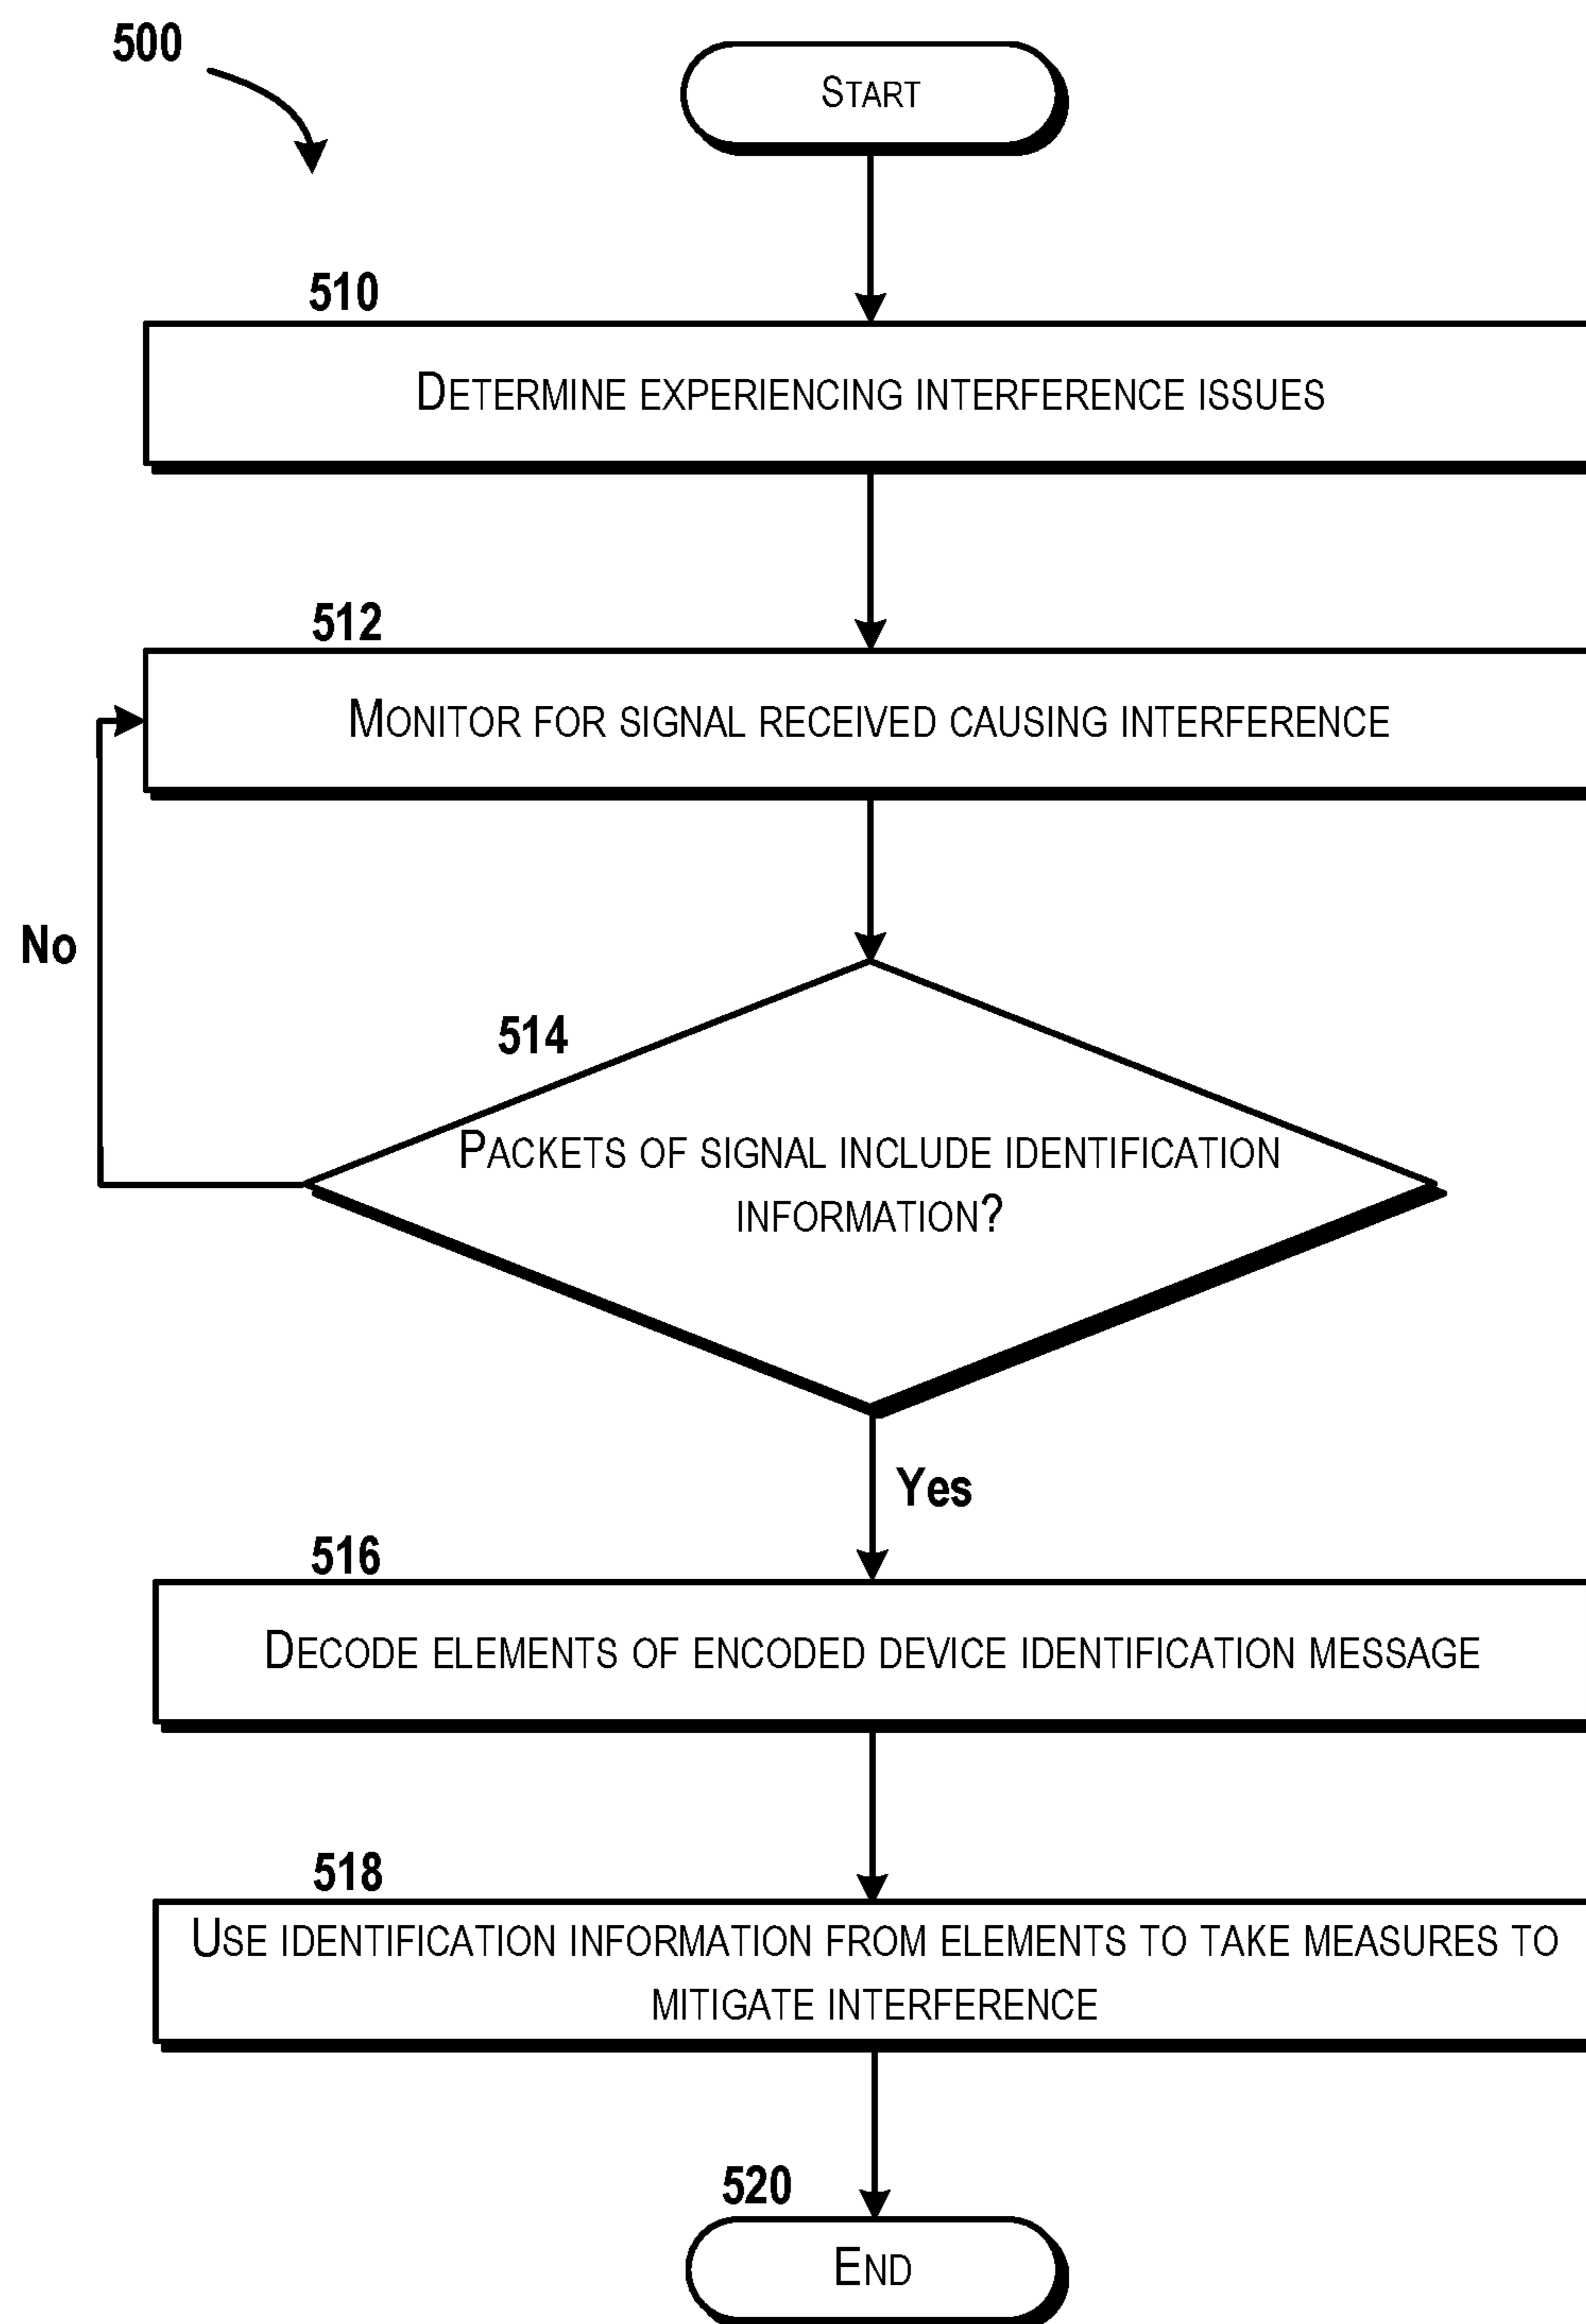 500
START
510
DETERMINE EXPERIENCING INTERFERENCE ISSUES
512
MONITOR FOR SIGNAL RECEIVED CAUSING INTERFERENCE
No
514
PACKETS OF SIGNAL INCLUDE IDENTIFICATION
INFORMATION?
Yes
516
DECODE ELEMENTS OF ENCODED DEVICE IDENTIFICATION MESSAGE
518
USE IDENTIFICATION INFORMATION FROM ELEMENTS TO TAKE MEASURES TO
MITIGATE INTERFERENCE
520
END